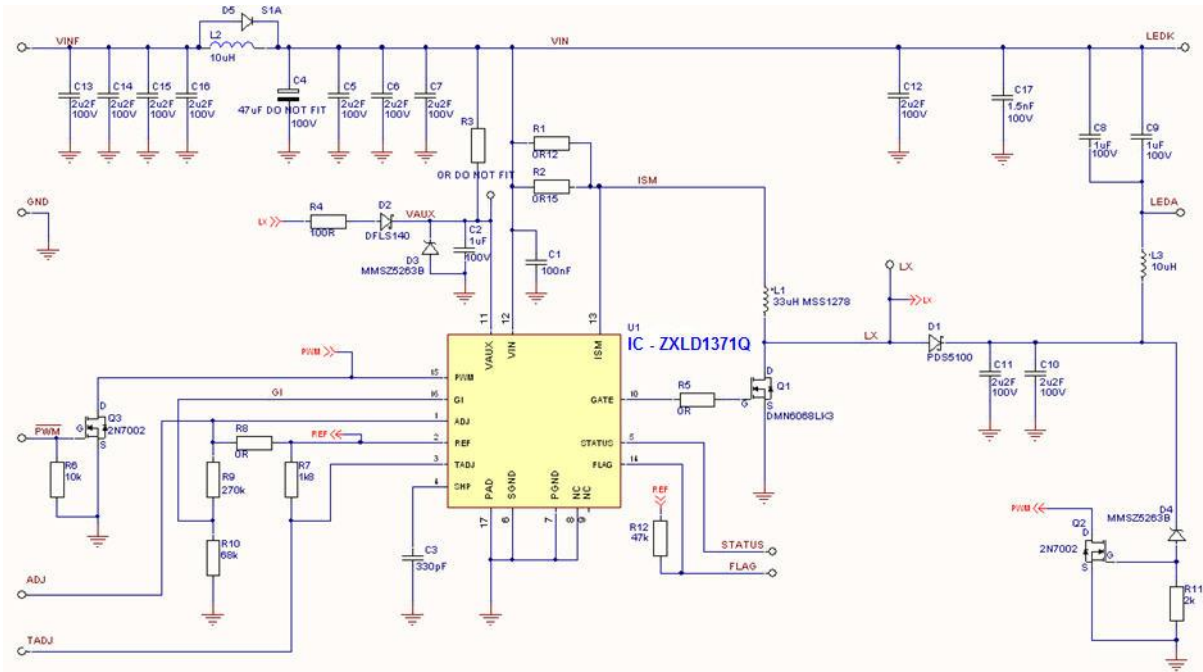 D5 S1A
VINF
L2
10uH
VIN
LEDK
C13
2u2F
100V
C14
2u2F
100V
C15
2u2F
100V
C16
2u2F
100V
C4
47uF DO NOT FIT
100V
C5
2u2F
100V
C6
2u2F
100V
C7
2u2F
100V
R3
0R DO NOT FIT
R1
0R12
R2
0R15
ISM
C12
2u2F
100V
C17
1.5nF
100V
C8
1uF
100V
C9
1uF
100V
GND
LX
R4
100R
D2
DFLS140
VAUX
D3
MMSZ5263B
C2
1uF
100V
C1
100nF
LEDA
L3
10uH
L1
33uH MSS1278
LX
LX
LX
D1
PDS5100
C11
2u2F
100V
C10
2u2F
100V
U1
IC - ZXLD1371Q
11
12
13
VAUX
VIN
ISM
PWM
15
PWM
GI
16
GI
1
ADJ
2
REF
3
TADJ
4
SHP
GATE
10
STATUS
5
FLAG
14
PAD
SGND
PGND
NC
NC
17
6
7
8
9
R5
0R
D
G
S
Q1
DMN6068LK3
PWM
D
G
S
Q3
2N7002
R6
10k
R8
0R
REF
R9
270k
R7
1k8
R10
68k
C3
330pF
REF
R12
47k
STATUS
FLAG
ADJ
TADJ
PWM
Q2
D
G
S
2N7002
D4
MMSZ5263B
R11
2k